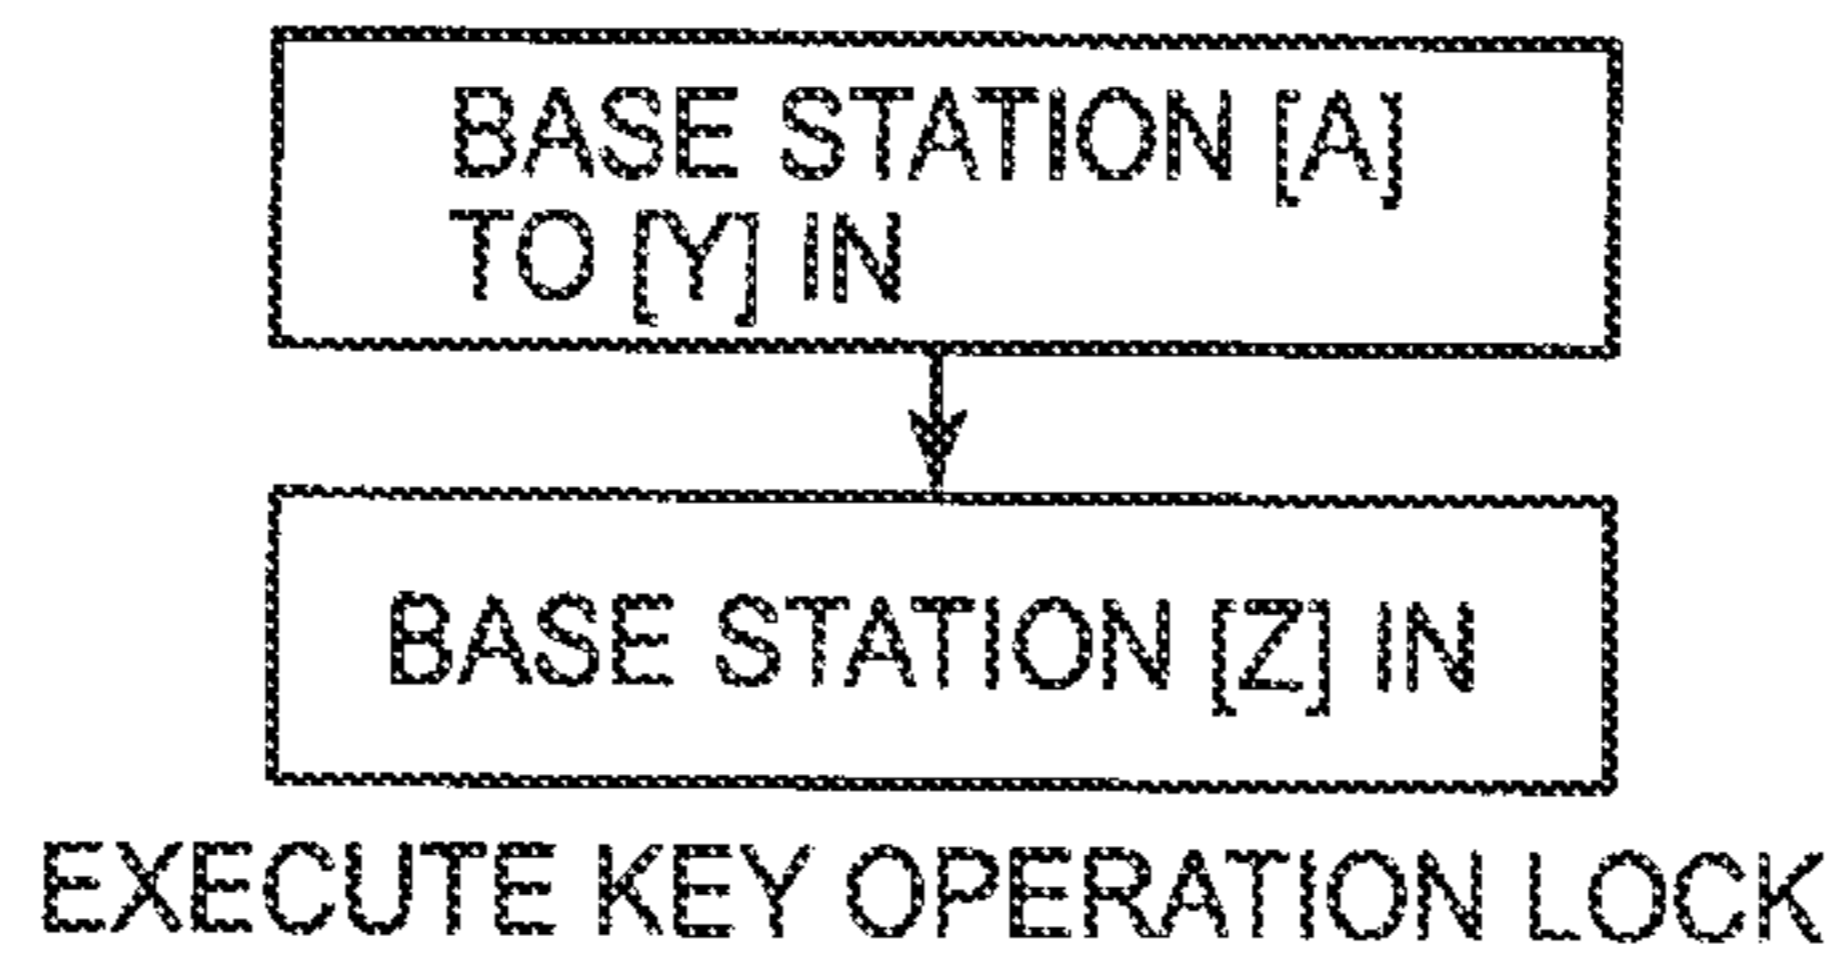 BASE STATION [A]
TO [Y] IN
BASE STATION [Z] IN
EXECUTE KEY OPERATION LOCK